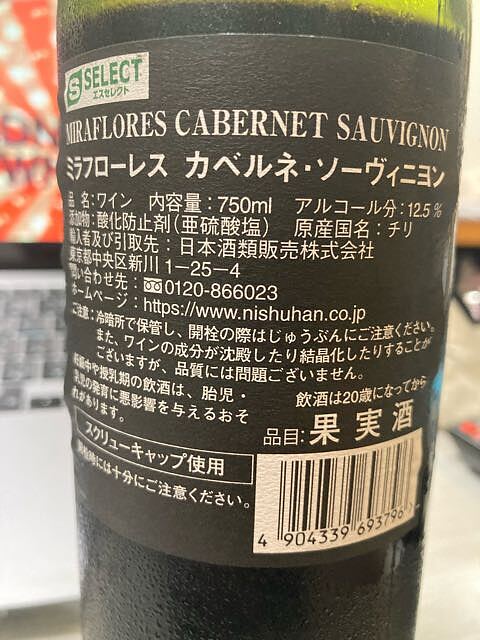 S SELECT
エスセレクト
MIRAFLORES CABERNET SAUVIGNON
ミラフローレス カベルネ・ソーヴィニヨン
品 名:ワイン 内容量:750ml アルコール分:12.5%
添加物:酸化防止剤(亜硫酸塩) 原産国名:チリ
輸入者及び引取先:日本酒類販売株式会社
東京都中央区新川1-25-4
問い合わせ先:0120-866023
ホームページ:https://www.nishuhan.co.jp
ご注意:冷暗所で保管し、開栓の際はじゅうぶんにご注意ください。
また、ワインの成分が沈殿したり結晶化したりすることが
ございますが、品質には問題ございません。
妊娠中や授乳期の飲酒は、胎児・
乳児の発育に悪影響を与えるおそ
れがあります。
飲酒は20歳になってから
品目:果実酒
スクリューキャップ使用
開栓時には十分にご注意ください。
4 904339 693796